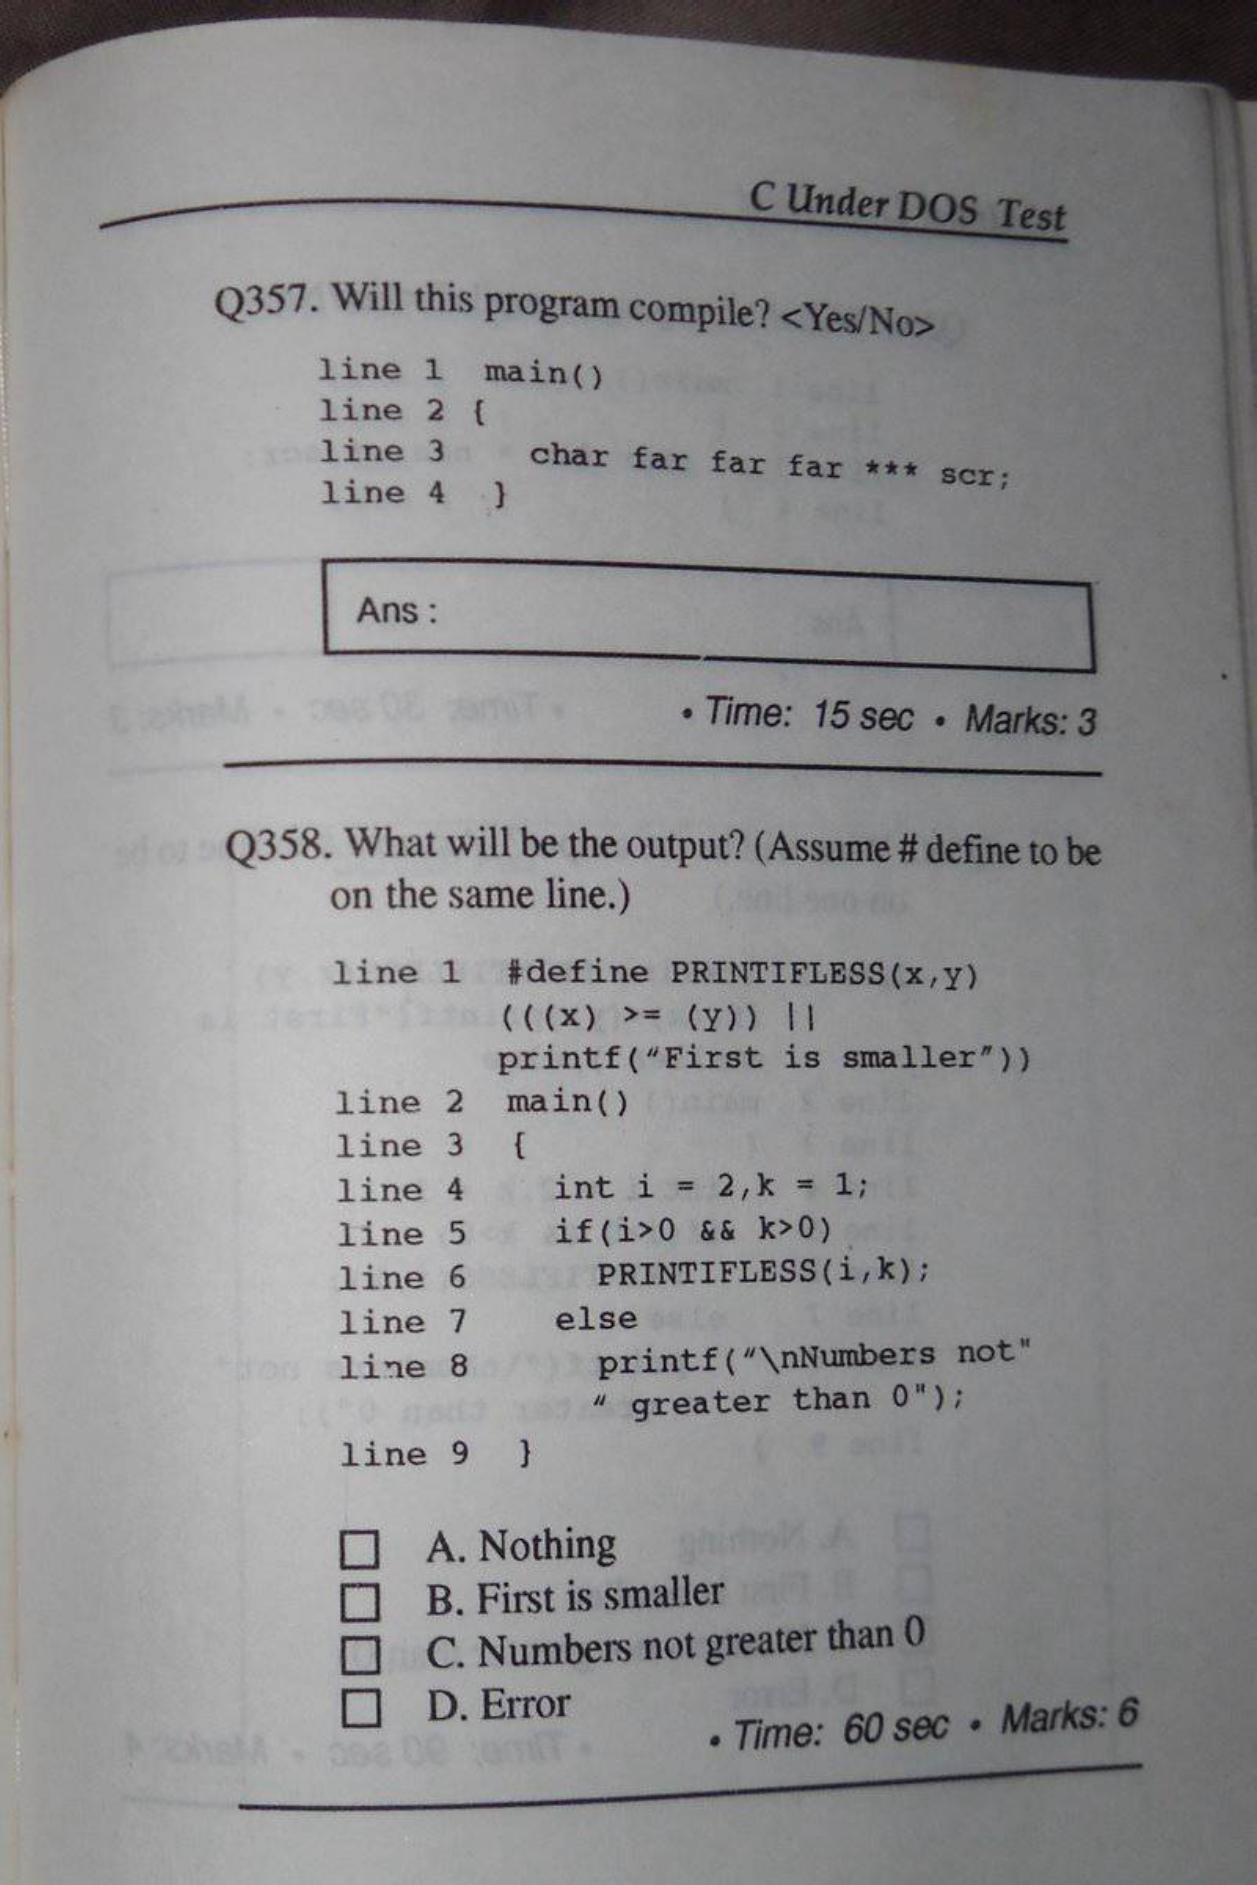 C Under DOS Test
Q357. Will this program compile? <Yes/No>
line 1 main()
line 2 {
line 3 char far far far *** scr;
line 4 }
Ans :
• Time: 15 sec • Marks: 3
Q358. What will be the output? (Assume # define to be
on the same line.)
line 1 #define PRINTIFLESS(x,y)
(((x) >= (y)) ||
printf(“First is smaller”))
line 2 main()
line 3 {
line 4 int i = 2,k = 1;
line 5 if(i>0 && k>0)
line 6 PRINTIFLESS(i,k);
line 7 else
line 8 printf(“\nNumbers not"
“ greater than 0");
line 9 }
A. Nothing
B. First is smaller
C. Numbers not greater than 0
D. Error
• Time: 60 sec • Marks: 6